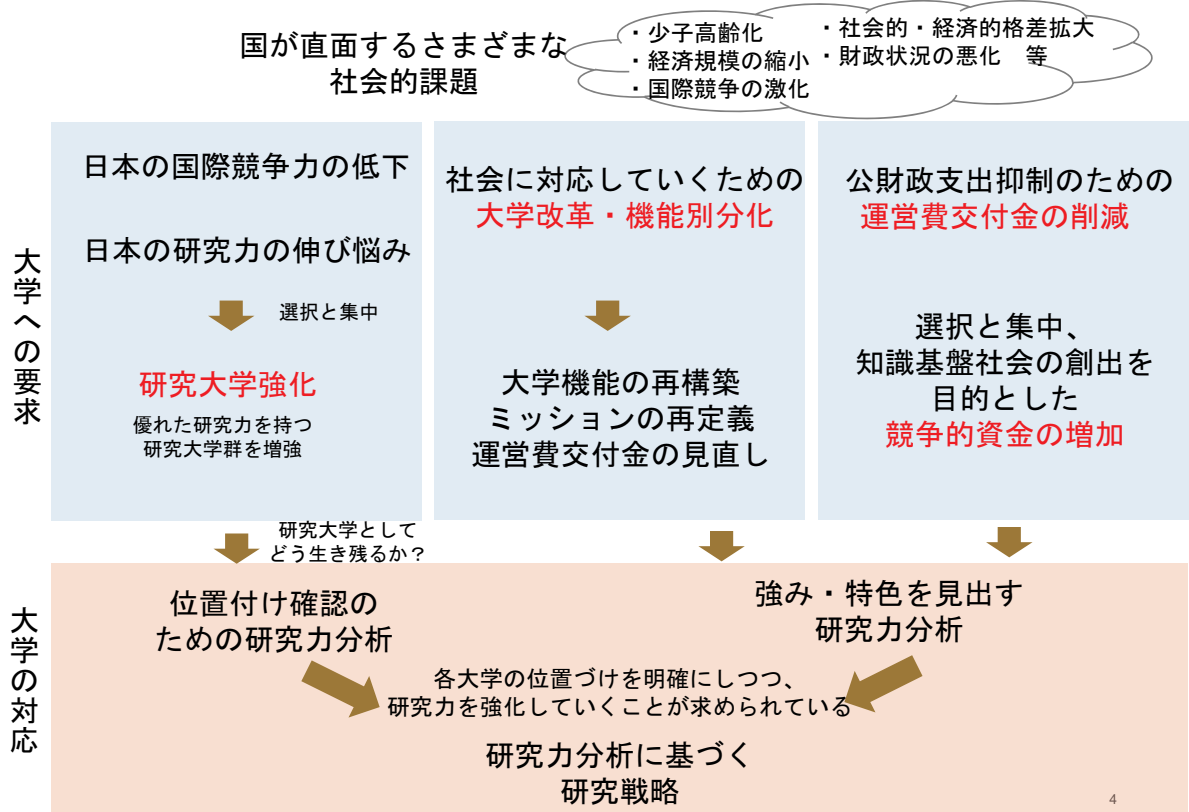 国が直面するさまざまな
社会的課題
・少子高齢化
・経済規模の縮小
・国際競争の激化
・社会的・経済的格差拡大
・財政状況の悪化　等
大学への要求
日本の国際競争力の低下
日本の研究力の伸び悩み
選択と集中
研究大学強化
優れた研究力を持つ
研究大学群を増強
社会に対応していくための
大学改革・機能別分化
大学機能の再構築
ミッションの再定義
運営費交付金の見直し
公財政支出抑制のための
運営費交付金の削減
選択と集中、
知識基盤社会の創出を
目的とした
競争的資金の増加
研究大学として
どう生き残るか？
大学の対応
位置付け確認の
ための研究力分析
強み・特色を見出す
研究力分析
各大学の位置づけを明確にしつつ、
研究力を強化していくことが求められている
研究力分析に基づく
研究戦略
4